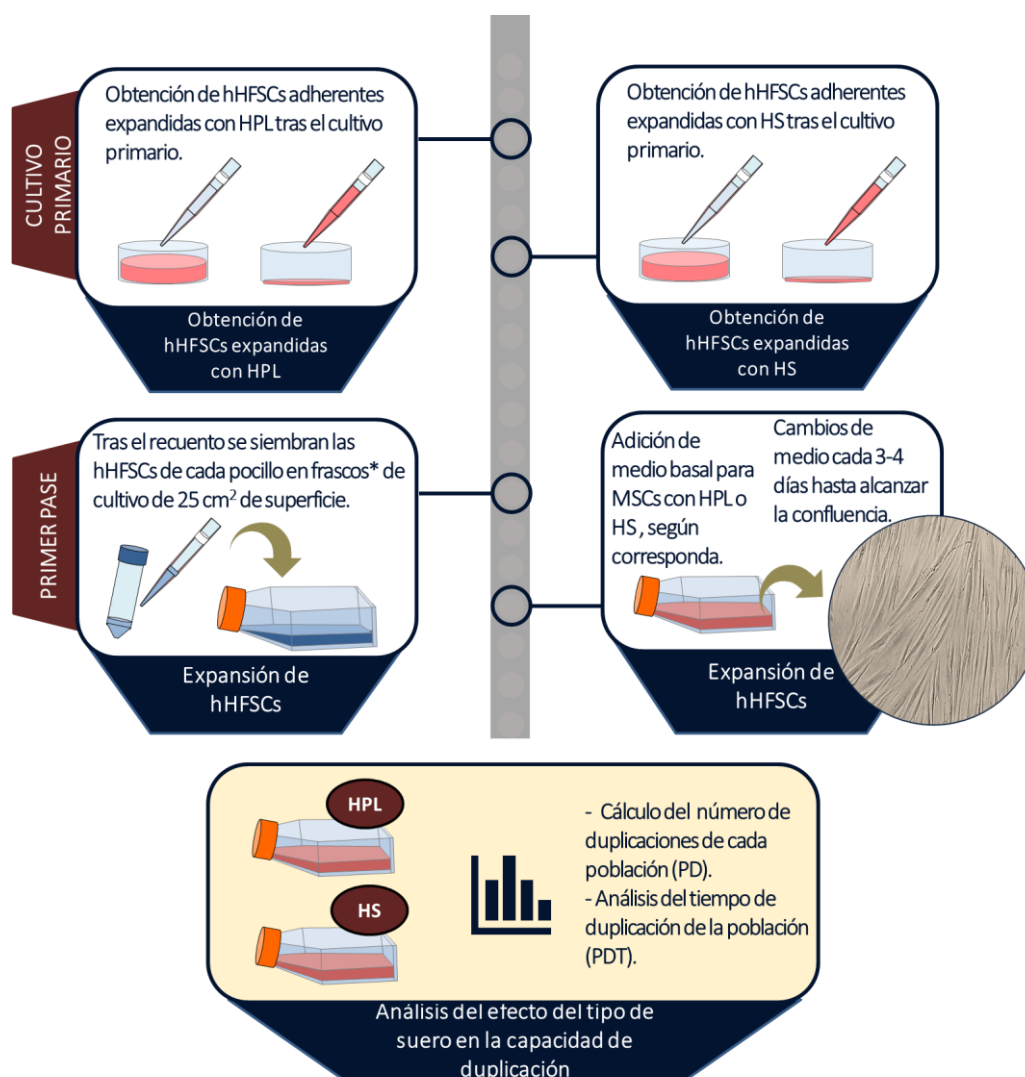 CULTIVO
PRIMARIO
Obtención de hHFSCs adherentes
expandidas con HPL tras el cultivo
primario.
Obtención de
hHFSCs expandidas
con HPL
Obtención de hHFSCs adherentes
expandidas con HS tras el cultivo
primario.
Obtención de
hHFSCs expandidas
con HS
PRIMER PASE
Tras el recuento se siembran las
hHFSCs de cada pocillo en frascos* de
cultivo de 25 cm² de superficie.
Expansión de
hHFSCs
Adición de
medio basal para
MSCs con HPL o
HS , según
corresponda.
Cambios de
medio cada 3-4
días hasta alcanzar
la confluencia.
Expansión de
hHFSCs
HPL
HS
- Cálculo del número de
duplicaciones de cada
población (PD).
- Análisis del tiempo de
duplicación de la población
(PDT).
Análisis del efecto del tipo de
suero en la capacidad de
duplicación